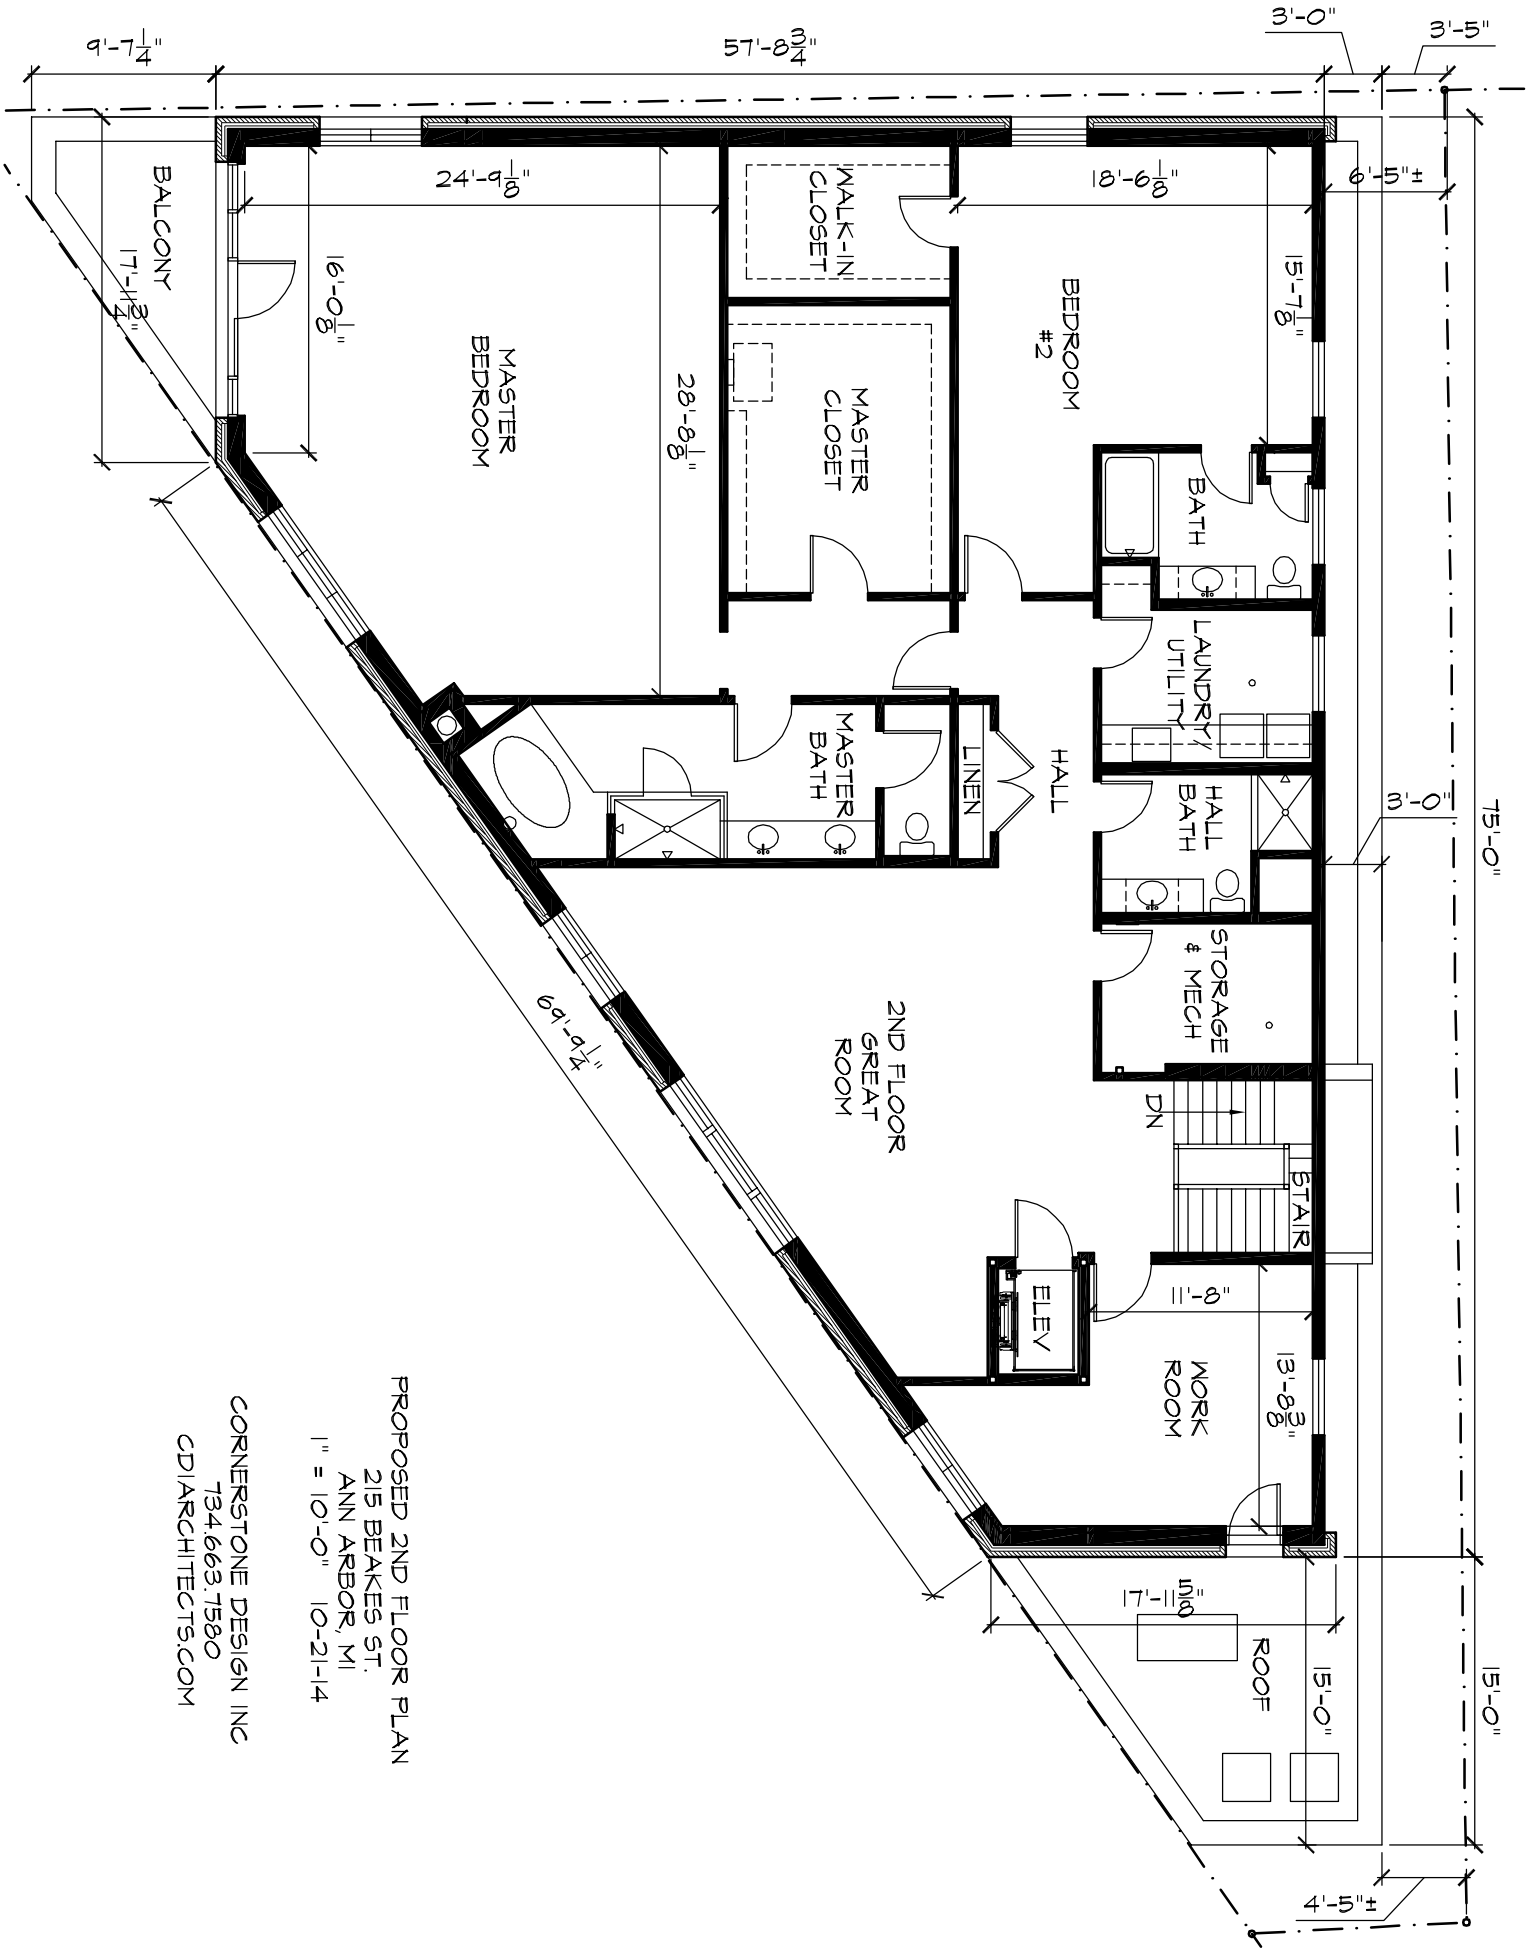 9'-7 1/4"
57'-8 3/4"
3'-0"
3'-5"
24'-9 1/8"
18'-6 1/8"
6'-5"±
BALCONY
17'-11 3/4"
16'-0 1/8"
MASTER
BEDROOM
28'-8 1/8"
WALK-IN
CLOSET
MASTER
CLOSET
BEDROOM
#2
15'-7 1/8"
BATH
LAUNDRY/
UTILITY
MASTER
BATH
LINEN
HALL
HALL
BATH
3'-0"
75'-0"
STORAGE
& MECH
2ND FLOOR
GREAT
ROOM
69'-9 1/4"
DN
STAIR
ELEV
11'-8"
WORK
ROOM
13'-8 3/8"
17'-11 5/8"
ROOF
15'-0"
15'-0"
4'-5"±
PROPOSED 2ND FLOOR PLAN
215 BEAKES ST.
ANN ARBOR, MI
1" = 10'-0" 10-21-14
CORNERSTONE DESIGN INC
734.663.7580
CDIARCHITECTS.COM